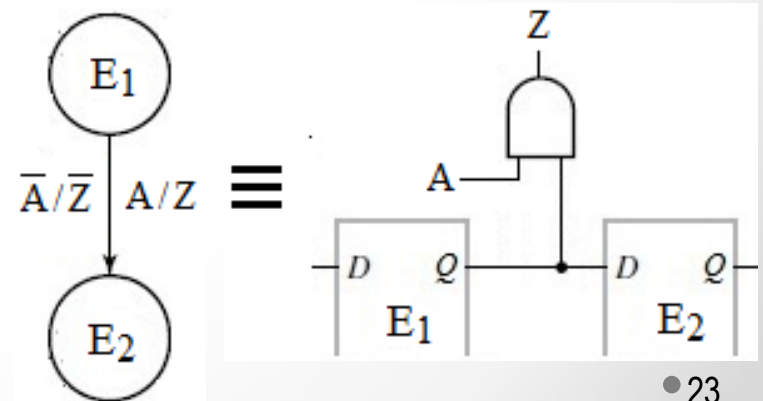 E₁
A̅/Z̅ A/Z
E₂
≡
Z
A
D Q
E₁
D Q
E₂
• 23